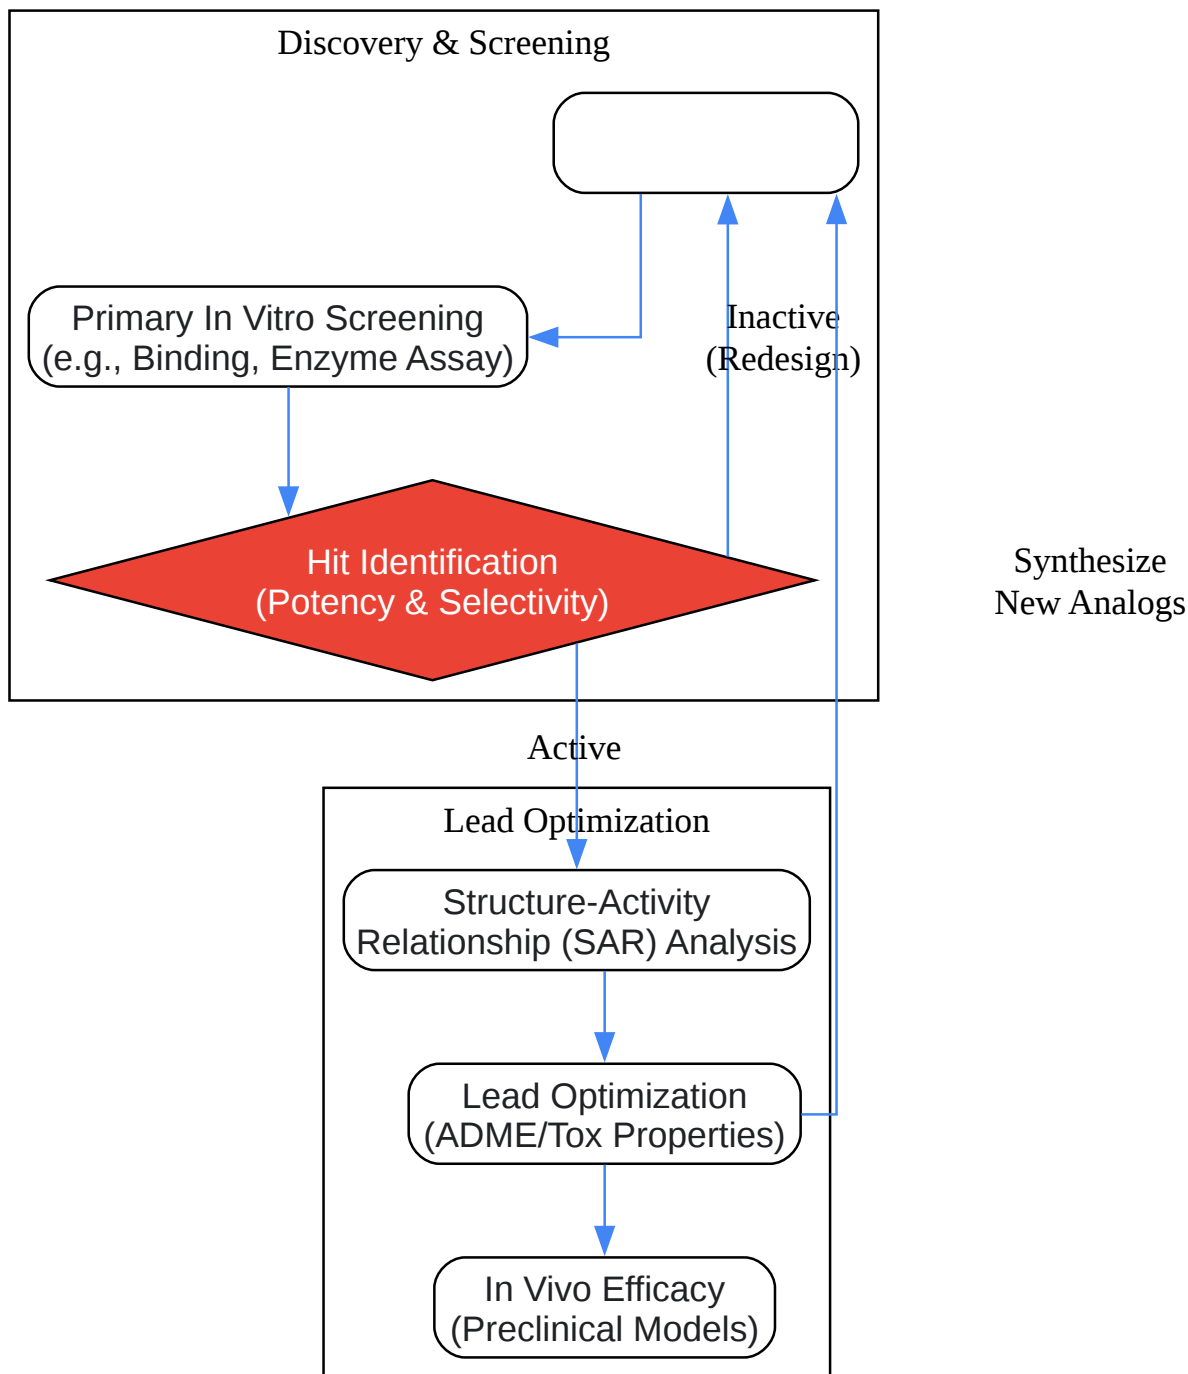 Discovery & Screening
Primary In Vitro Screening
(e.g., Binding, Enzyme Assay)
Inactive
(Redesign)
Hit Identification
(Potency & Selectivity)
Synthesize
New Analogs
Active
Lead Optimization
Structure-Activity
Relationship (SAR) Analysis
Lead Optimization
(ADME/Tox Properties)
In Vivo Efficacy
(Preclinical Models)